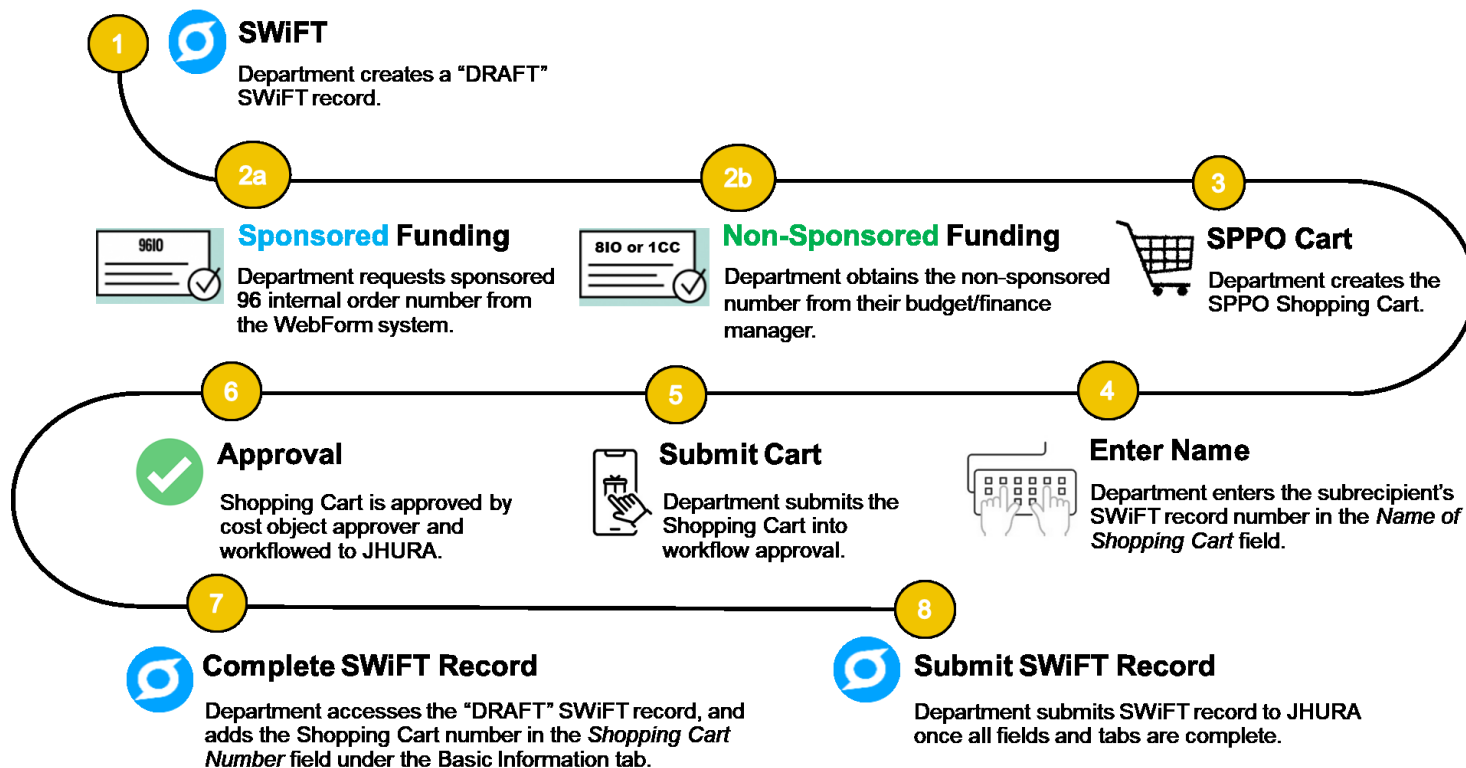 1
SWiFT
Department creates a “DRAFT”
SWiFT record.
2a
9610
Sponsored Funding
Department requests sponsored
96 internal order number from
the WebForm system.
2b
8IO or 1CC
Non-Sponsored Funding
Department obtains the non-sponsored
number from their budget/finance
manager.
3
SPPO Cart
Department creates the
SPPO Shopping Cart.
4
Enter Name
Department enters the subrecipient’s
SWiFT record number in the Name of
Shopping Cart field.
5
Submit Cart
Department submits the
Shopping Cart into
workflow approval.
6
Approval
Shopping Cart is approved by
cost object approver and
workflowed to JHURA.
7
Complete SWiFT Record
Department accesses the “DRAFT” SWiFT record, and
adds the Shopping Cart number in the Shopping Cart
Number field under the Basic Information tab.
8
Submit SWiFT Record
Department submits SWiFT record to JHURA
once all fields and tabs are complete.